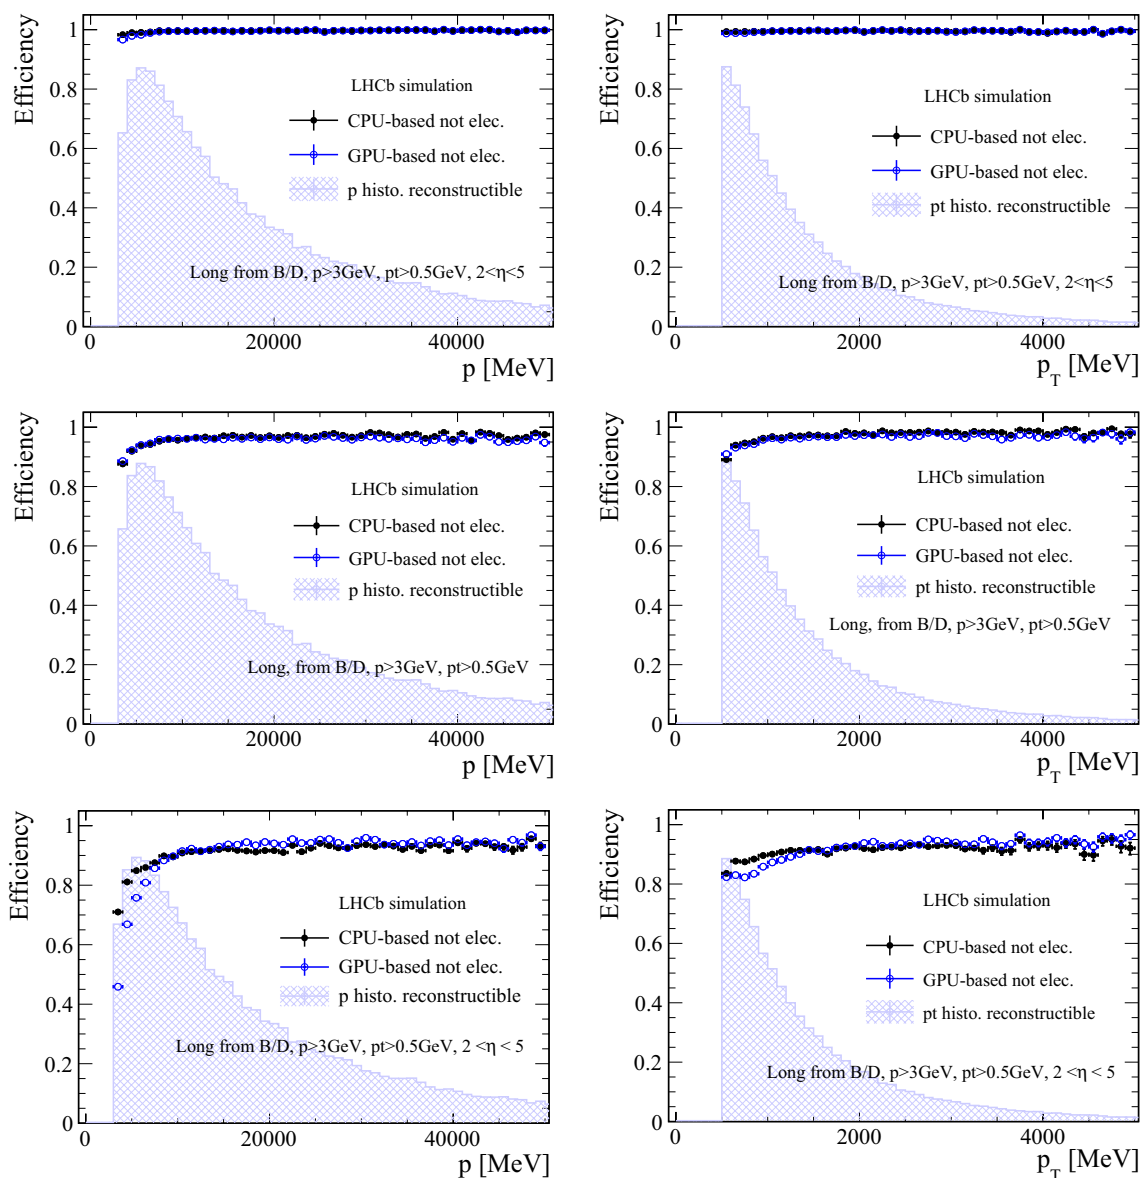 Efficiency
1
0.8
0.6
0.4
0.2
0
LHCb simulation
CPU-based not elec.
GPU-based not elec.
p histo. reconstructible
Long from B/D, p>3GeV, pt>0.5GeV, 2<η<5
0 20000 40000
p [MeV]
Efficiency
1
0.8
0.6
0.4
0.2
0
LHCb simulation
CPU-based not elec.
GPU-based not elec.
pt histo. reconstructible
Long from B/D, p>3GeV, pt>0.5GeV, 2<η<5
0 2000 4000
p_T [MeV]
Efficiency
1
0.8
0.6
0.4
0.2
0
LHCb simulation
CPU-based not elec.
GPU-based not elec.
p histo. reconstructible
Long, from B/D, p>3GeV, pt>0.5GeV
0 20000 40000
p [MeV]
Efficiency
1
0.8
0.6
0.4
0.2
0
LHCb simulation
CPU-based not elec.
GPU-based not elec.
pt histo. reconstructible
Long, from B/D, p>3GeV, pt>0.5GeV
0 2000 4000
p_T [MeV]
Efficiency
1
0.8
0.6
0.4
0.2
0
LHCb simulation
CPU-based not elec.
GPU-based not elec.
p histo. reconstructible
Long from B/D, p>3GeV, pt>0.5GeV, 2 <η < 5
0 20000 40000
p [MeV]
Efficiency
1
0.8
0.6
0.4
0.2
0
LHCb simulation
CPU-based not elec.
GPU-based not elec.
pt histo. reconstructible
Long from B/D, p>3GeV, pt>0.5GeV, 2 <η < 5
0 2000 4000
p_T [MeV]